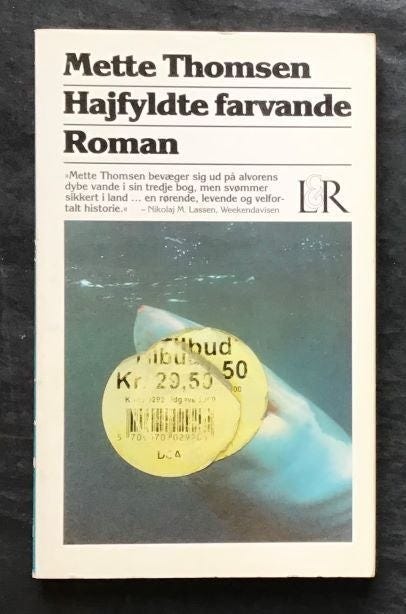 Mette Thomsen
Hajfyldte farvande
Roman
»Mette Thomsen bevæger sig ud på alvorens
dybe vande i sin tredje bog, men svømmer
sikkert i land ... en rørende, levende og velfor-
talt historie.« – Nikolaj M. Lassen, Weekendavisen
L&R
Tilbud
50
Kr. 29,50